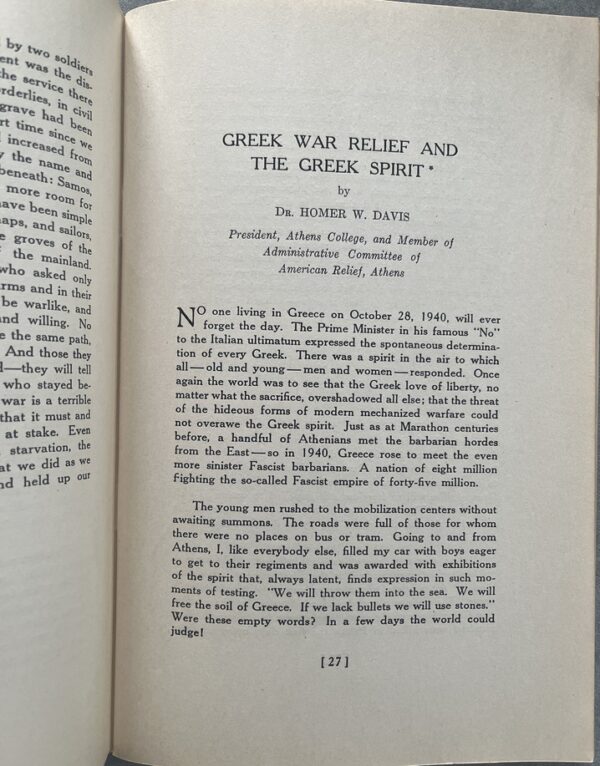 by two soldiers
ent was the dis-
the service there
orderlies, in civil
grave had been
rt time since we
increased from
y the name and
beneath: Samos,
more room for
have been simple
aps, and sailors,
e groves of the
the mainland.
who asked only
arms and in their
be warlike, and
and willing. No
e the same path,
And those they
d—they will tell
who stayed be-
war is a terrible
that it must and
at stake. Even
starvation, the
at we did as we
nd held up our
GREEK WAR RELIEF AND
THE GREEK SPIRIT*
by
Dr. Homer W. Davis
President, Athens College, and Member of
Administrative Committee of
American Relief, Athens
NO one living in Greece on October 28, 1940, will ever
forget the day. The Prime Minister in his famous "No"
to the Italian ultimatum expressed the spontaneous determina-
tion of every Greek. There was a spirit in the air to which
all—old and young—men and women—responded. Once
again the world was to see that the Greek love of liberty, no
matter what the sacrifice, overshadowed all else; that the threat
of the hideous forms of modern mechanized warfare could
not overawe the Greek spirit. Just as at Marathon centuries
before, a handful of Athenians met the barbarian hordes
from the East—so in 1940, Greece rose to meet the even
more sinister Fascist barbarians. A nation of eight million
fighting the so-called Fascist empire of forty-five million.
The young men rushed to the mobilization centers without
awaiting summons. The roads were full of those for whom
there were no places on bus or tram. Going to and from
Athens, I, like everybody else, filled my car with boys eager
to get to their regiments and was awarded with exhibitions
of the spirit that, always latent, finds expression in such mo-
ments of testing. "We will throw them into the sea. We will
free the soil of Greece. If we lack bullets we will use stones."
Were these empty words? In a few days the world could
judge!
[27]